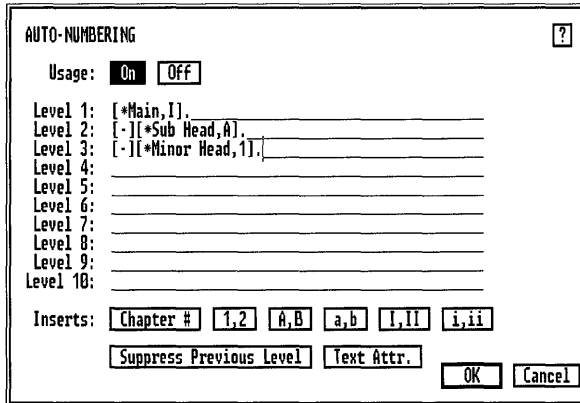 AUTO-NUMBERING ?
Usage: On Off
Level 1: [*Main,I].
Level 2: [-][*Sub Head,A].
Level 3: [-][*Minor Head,1].
Level 4:
Level 5:
Level 6:
Level 7:
Level 8:
Level 9:
Level 10:
Inserts: Chapter # 1,2 A,B a,b I,II i,ii
Suppress Previous Level Text Attr.
OK Cancel